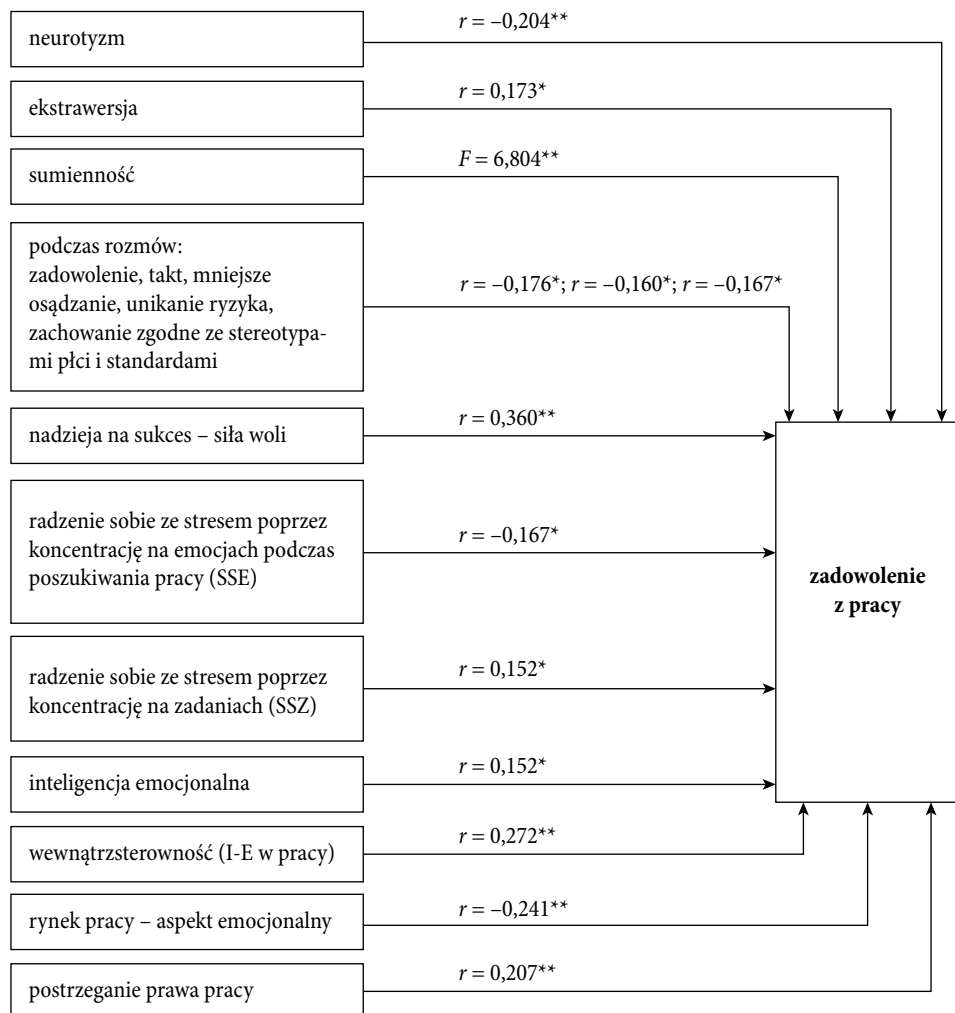 neurotyzm
r = –0,204**
ekstrawersja
r = 0,173*
sumienność
F = 6,804**
podczas rozmów:
zadowolenie, takt, mniejsze
osądzanie, unikanie ryzyka,
zachowanie zgodne ze stereotypa-
mi płci i standardami
r = –0,176*; r = –0,160*; r = –0,167*
nadzieja na sukces – siła woli
r = 0,360**
radzenie sobie ze stresem poprzez
koncentrację na emocjach podczas
poszukiwania pracy (SSE)
r = –0,167*
radzenie sobie ze stresem poprzez
koncentrację na zadaniach (SSZ)
r = 0,152*
inteligencja emocjonalna
r = 0,152*
wewnątrzsterowność (I-E w pracy)
r = 0,272**
rynek pracy – aspekt emocjonalny
r = –0,241**
postrzeganie prawa pracy
r = 0,207**
zadowolenie
z pracy